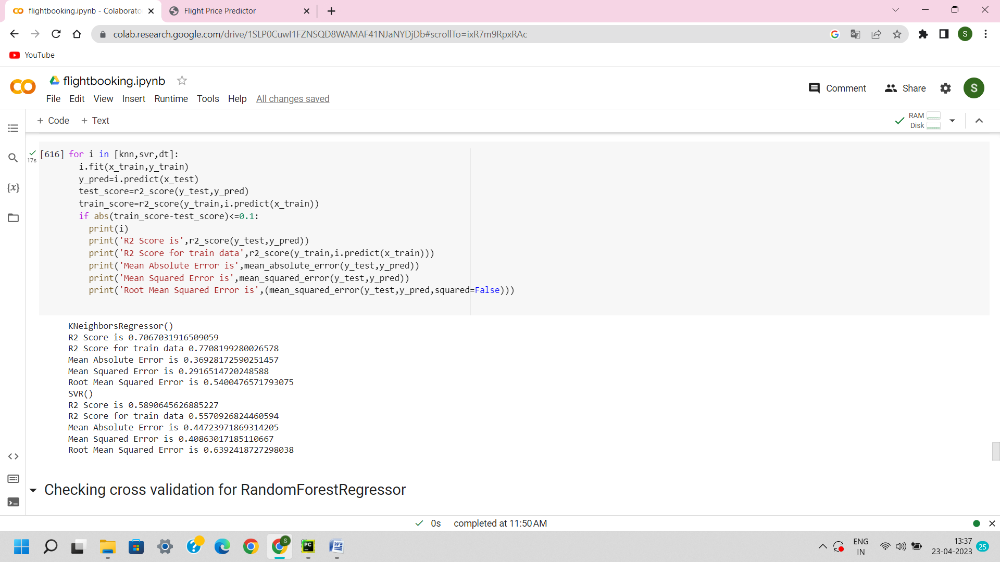 flightbooking.ipynb - Colaborato
Flight Price Predictor
colab.research.google.com/drive/1SLP0CuwI1FZNSQD8WAMAF41NJaNYDjDb#scrollTo=ixR7m9RpxRAc
S
YouTube
flightbooking.ipynb
File Edit View Insert Runtime Tools Help All changes saved
Comment
Share
S
+ Code + Text
RAM
Disk
{x}
17s
[616] for i in [knn,svr,dt]:
i.fit(x_train,y_train)
y_pred=i.predict(x_test)
test_score=r2_score(y_test,y_pred)
train_score=r2_score(y_train,i.predict(x_train))
if abs(train_score-test_score)<=0.1:
print(i)
print('R2 Score is',r2_score(y_test,y_pred))
print('R2 Score for train data',r2_score(y_train,i.predict(x_train)))
print('Mean Absolute Error is',mean_absolute_error(y_test,y_pred))
print('Mean Squared Error is',mean_squared_error(y_test,y_pred))
print('Root Mean Squared Error is',(mean_squared_error(y_test,y_pred,squared=False)))
KNeighborsRegressor()
R2 Score is 0.7067031916509059
R2 Score for train data 0.7708199280026578
Mean Absolute Error is 0.36928172590251457
Mean Squared Error is 0.2916514720248588
Root Mean Squared Error is 0.5400476571793075
SVR()
R2 Score is 0.5890645626885227
R2 Score for train data 0.5570926824460594
Mean Absolute Error is 0.44723971869314205
Mean Squared Error is 0.40863017185110667
Root Mean Squared Error is 0.6392418727298038
Checking cross validation for RandomForestRegressor
0s completed at 11:50 AM
S
PC
ENG
IN
13:37
23-04-2023
25